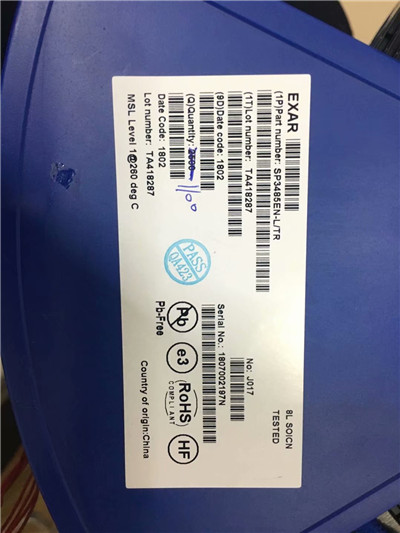 EXAR
(1P)Part number: SP3485EN-L/TR
(1T)Lot number: TA418287
(9D)Date code: 1802
(Q)Quantity: 2500
1100
Date Code: 1802
Lot number: TA418287
MSL Level 1@260 deg C
8L SOICN
TESTED
No: J017
Serial No.: 1807002197N
PASS
QA423
Pb
Pb-Free
e3
RoHS
COMPLIANT
HF
Country of origin:China